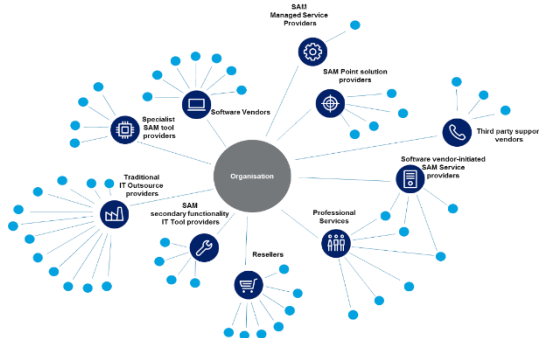 SAM
Managed Service
Providers
SAM Point solution
providers
Software Vendors
Specialist
SAM tool
providers
Third party suppor
vendors
Software vendor-initiated
SAM Service
providers
Organisation
Traditional
IT Outsource
providers
SAM
secondary functionality
IT Tool providers
Professional
Services
Resellers